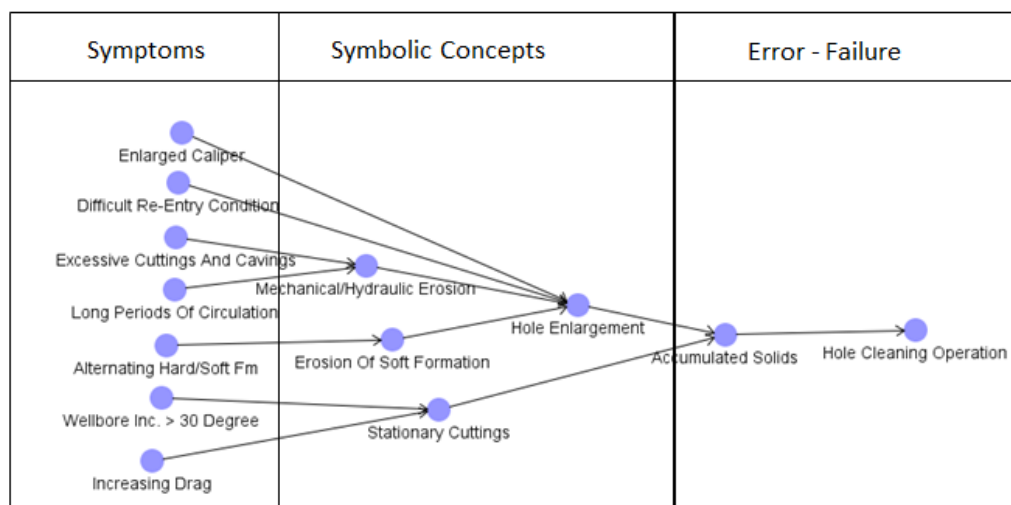 Symptoms
Symbolic Concepts
Error - Failure
Enlarged Caliper
Difficult Re-Entry Condition
Excessive Cuttings And Cavings
Mechanical/Hydraulic Erosion
Long Periods Of Circulation
Hole Enlargement
Alternating Hard/Soft Fm
Erosion Of Soft Formation
Accumulated Solids
Hole Cleaning Operation
Wellbore Inc. > 30 Degree
Stationary Cuttings
Increasing Drag